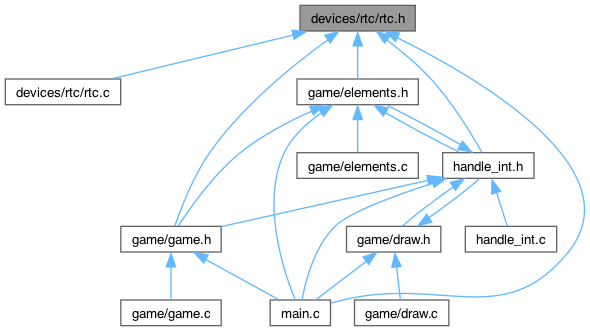 devices/rtc/rtc.h
devices/rtc/rtc.c
game/elements.h
game/elements.c
handle_int.h
game/game.h
game/draw.h
handle_int.c
game/game.c
main.c
game/draw.c